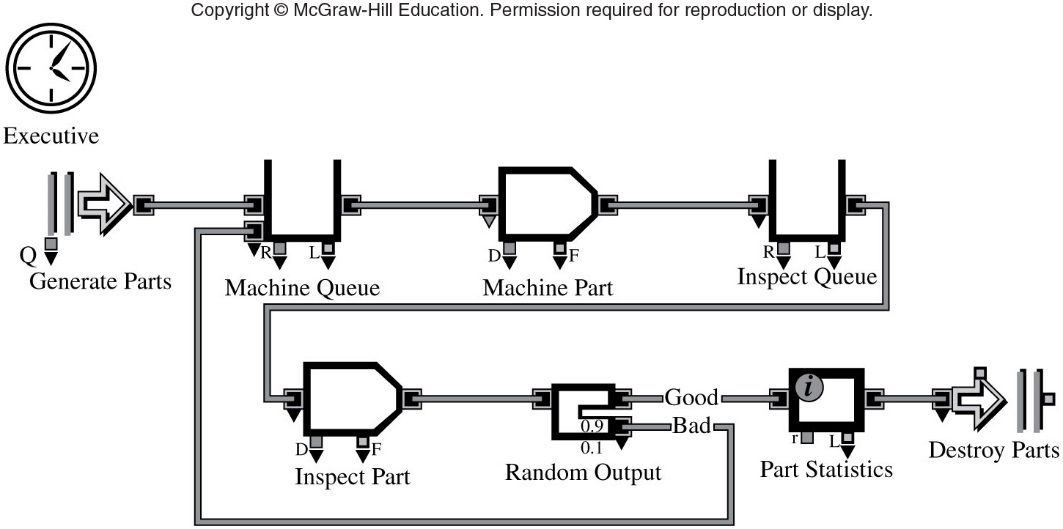 Copyright © McGraw-Hill Education. Permission required for reproduction or display.
Executive
Q
Generate Parts
R L
Machine Queue
D F
Machine Part
R L
Inspect Queue
D F
Inspect Part
0.9
0.1
Random Output
Good
Bad
i
r L
Part Statistics
Destroy Parts